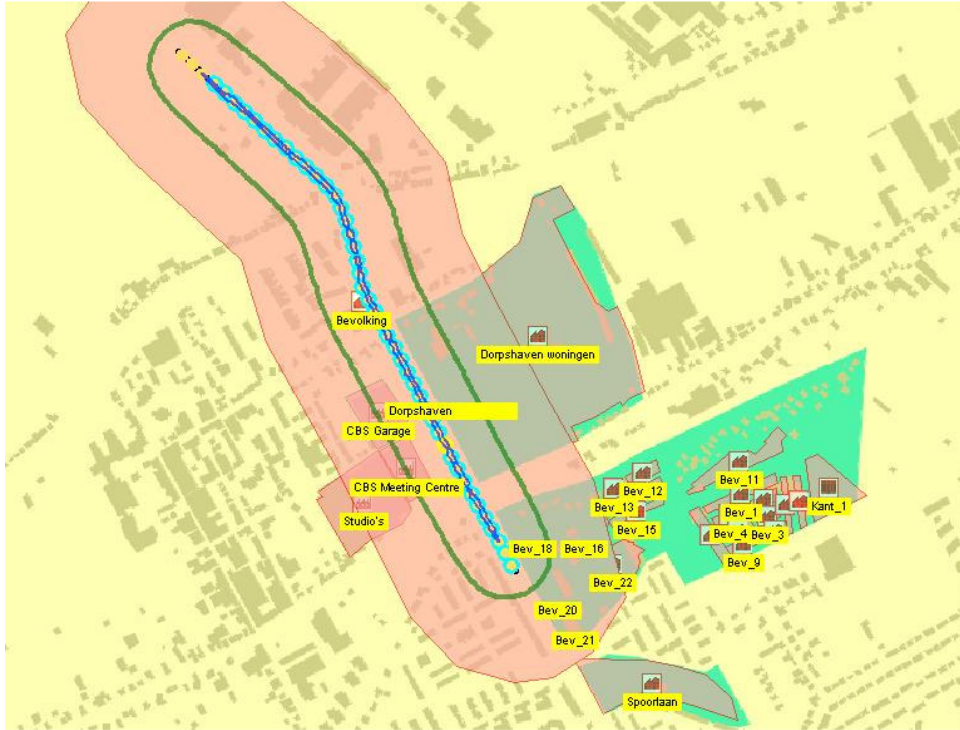 Bevolking
Dorpshaven woningen
Dorpshaven
CBS Garage
Bev_11
CBS Meeting Centre
Bev_12
Studio's
Bev_13
Bev_1
Kant_1
Bev_15
Bev_4
Bev_3
Bev_18
Bev_16
Bev_9
Bev_22
Bev_20
Bev_21
Spoorlaan